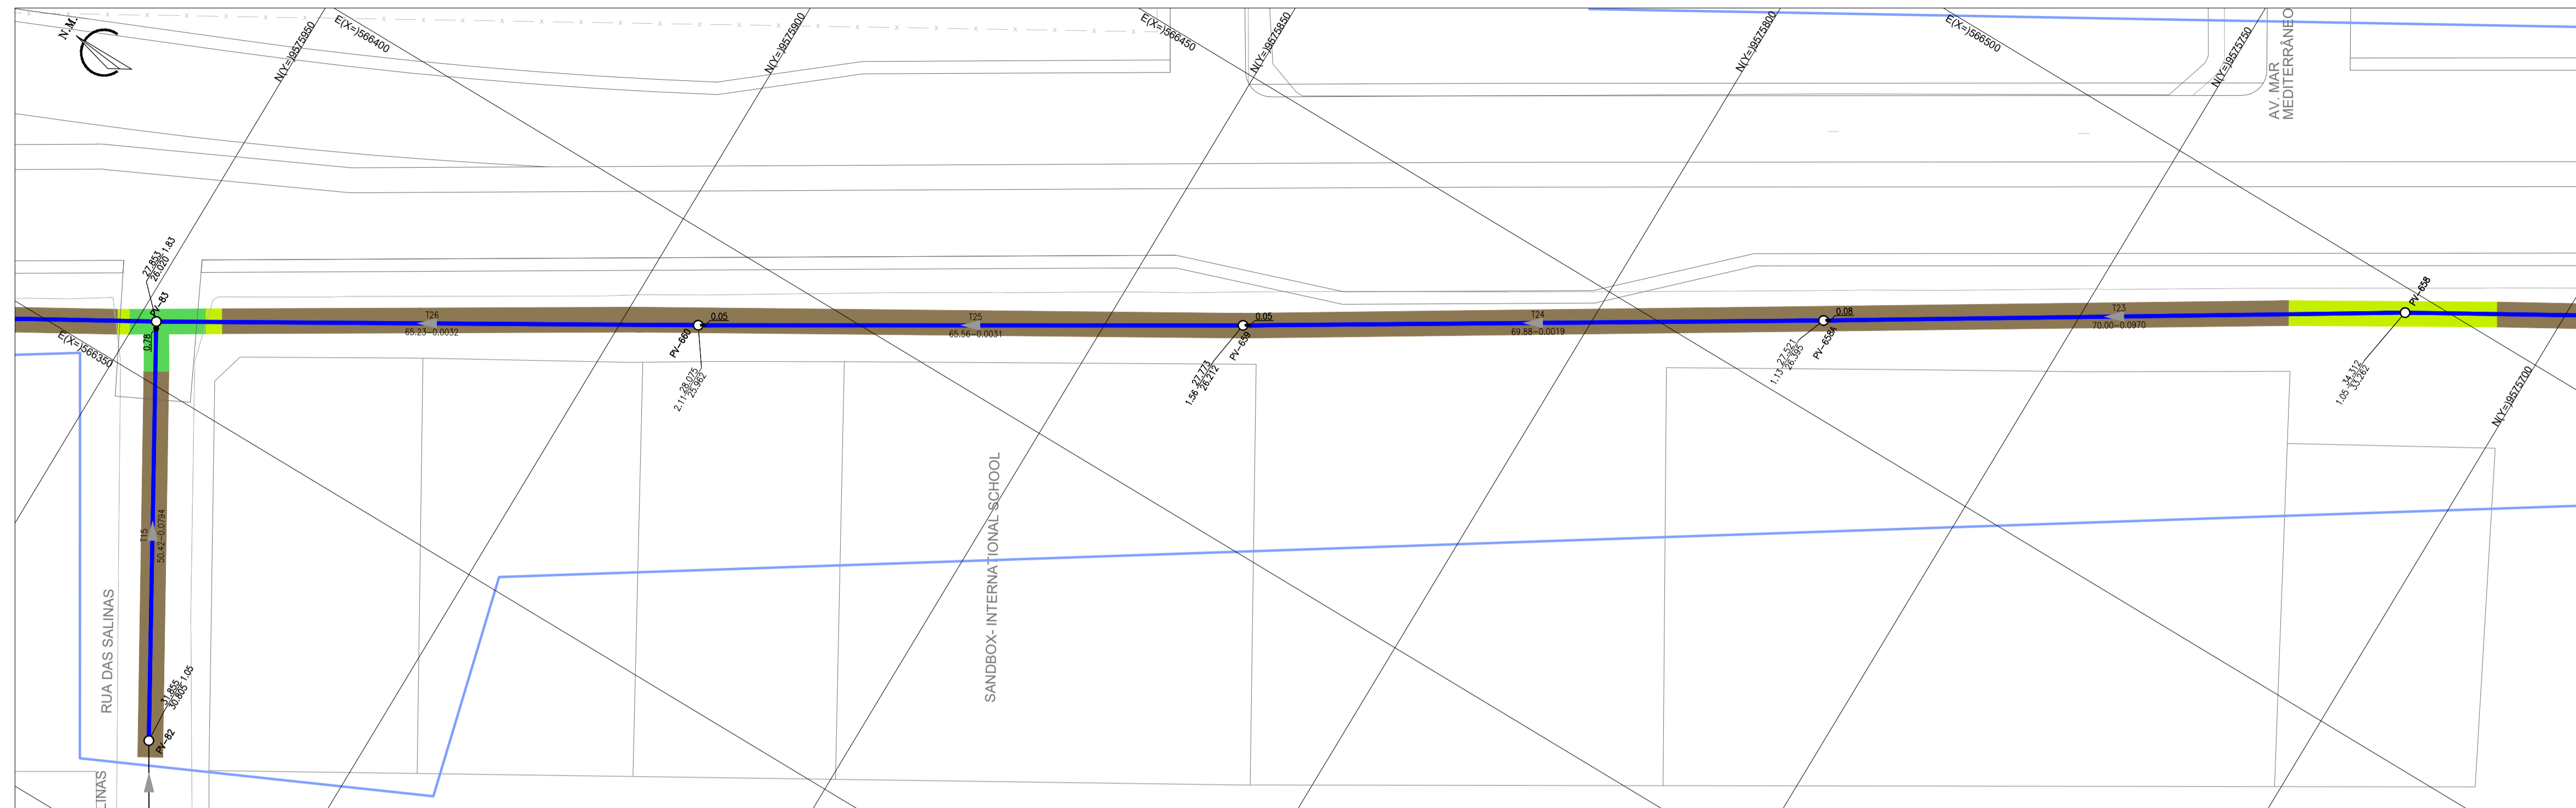 N.M.
N(Y=)9575950
E(X=)566400
N(Y=)9575900
E(X=)566450
N(Y=)9575850
N(Y=)9575800
E(X=)566500
N(Y=)9575750
AV. MAR
MEDITERRÂNEO
27.853
1.83
26.020
PV-83
0.78
E(X=)566350
T26
65.23-0.0032
PV-660
0.05
28.075
2.11
25.962
T25
65.56-0.0031
0.05
PV-659
27.773
1.56
26.212
T24
69.88-0.0019
0.08
PV-658A
27.521
1.13
26.395
T23
70.00-0.0970
PV-658
34.312
1.05
33.262
N(Y=)9575700
SANDBOX- INTERNATIONAL SCHOOL
T15
50.42-0.0794
RUA DAS SALINAS
31.855
1.05
30.805
PV-82
LINAS